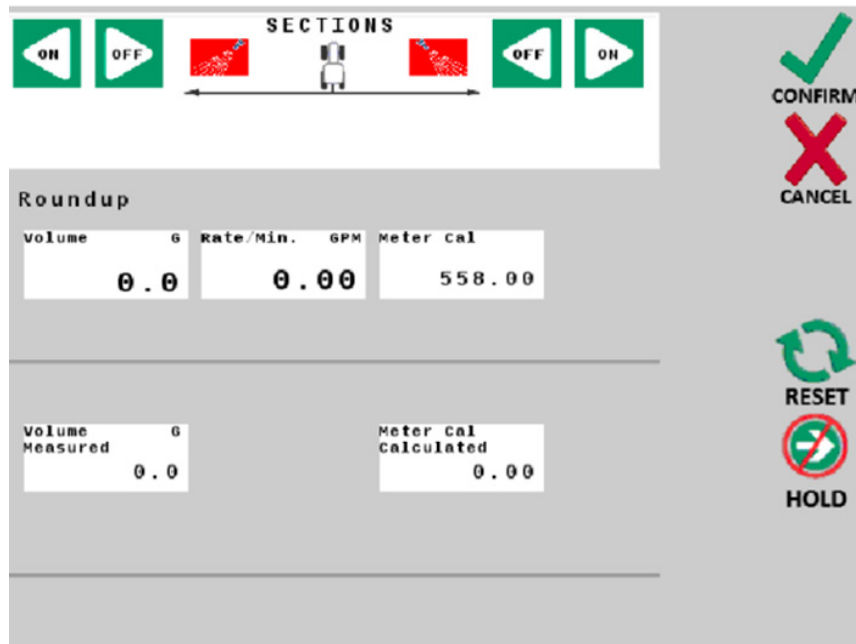 SECTIONS
ON OFF OFF ON
CONFIRM
CANCEL
Roundup
Volume G Rate/Min. GPM Meter Cal
0.0 0.00 558.00
RESET
Volume G Meter Cal
Measured Calculated
0.0 0.00
HOLD